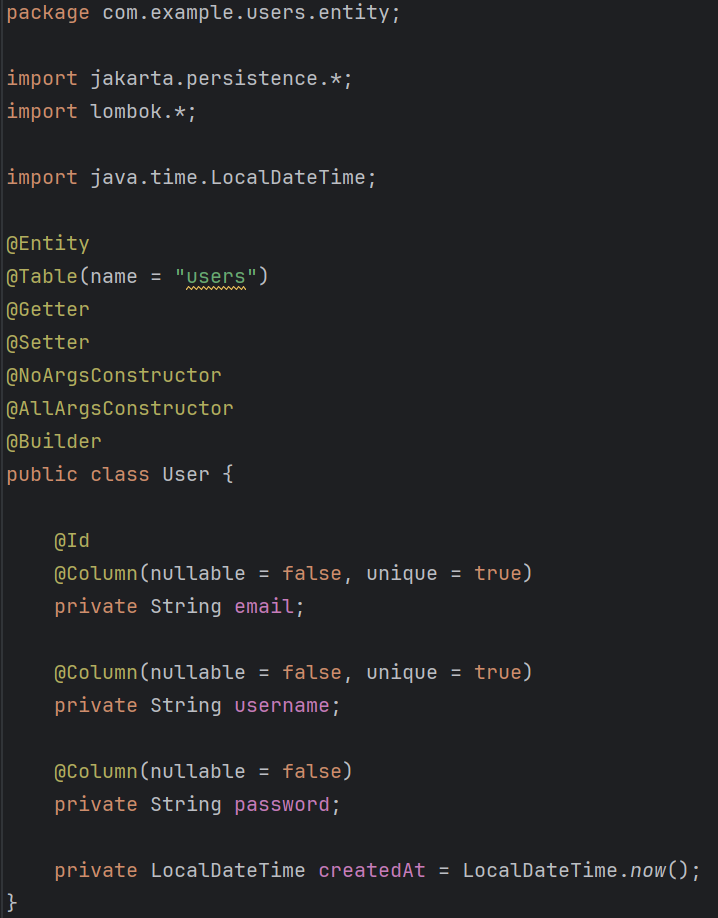 package com.example.users.entity;
import jakarta.persistence.*;
import lombok.*;
import java.time.LocalDateTime;
@Entity
@Table(name = "users")
@Getter
@Setter
@NoArgsConstructor
@AllArgsConstructor
@Builder
public class User {
@Id
@Column(nullable = false, unique = true)
private String email;
@Column(nullable = false, unique = true)
private String username;
@Column(nullable = false)
private String password;
private LocalDateTime createdAt = LocalDateTime.now();
}